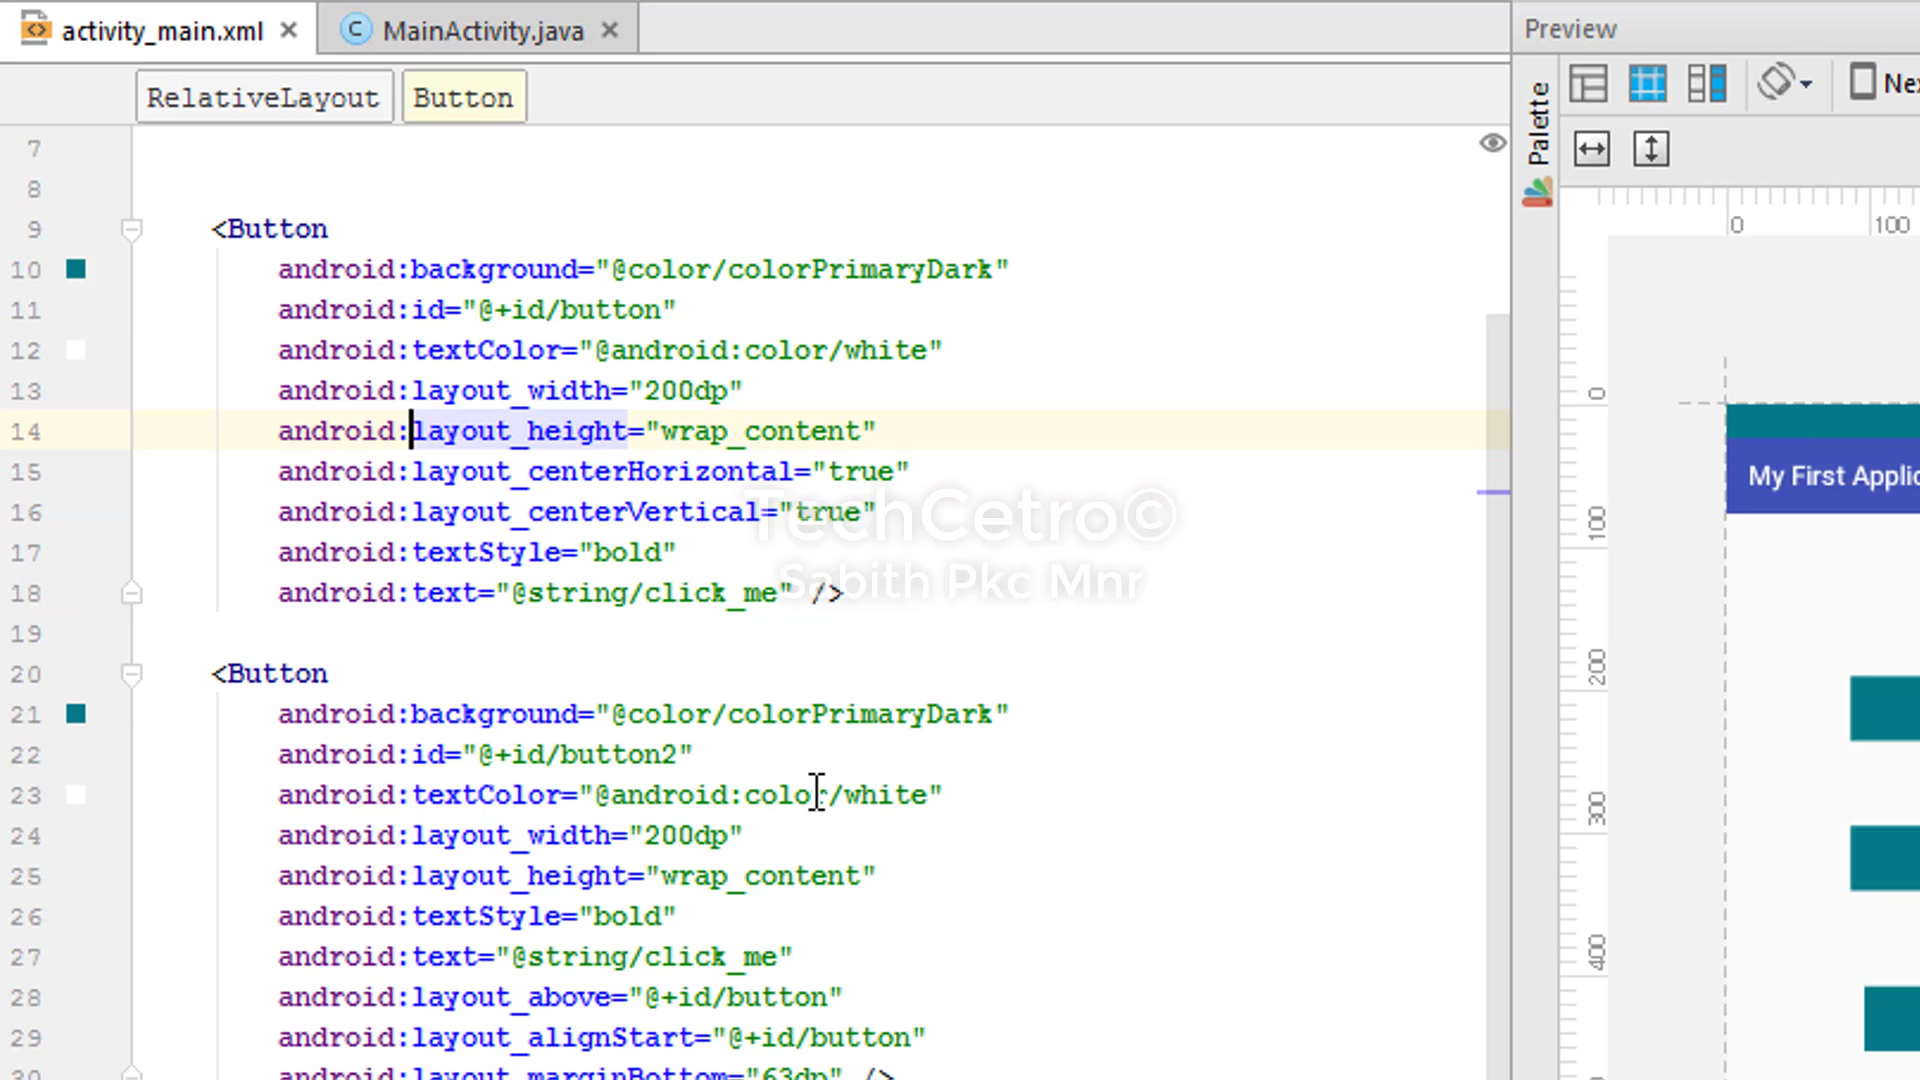 activity_main.xml
MainActivity.java
Preview
RelativeLayout
Button
Nex
Palette
0
100
7
8
9 <Button
10 android:background="@color/colorPrimaryDark"
11 android:id="@+id/button"
12 android:textColor="@android:color/white"
13 android:layout_width="200dp"
14 android:layout_height="wrap_content"
15 android:layout_centerHorizontal="true"
16 android:layout_centerVertical="true"
17 android:textStyle="bold"
18 android:text="@string/click_me" />
19
20 <Button
21 android:background="@color/colorPrimaryDark"
22 android:id="@+id/button2"
23 android:textColor="@android:color/white"
24 android:layout_width="200dp"
25 android:layout_height="wrap_content"
26 android:textStyle="bold"
27 android:text="@string/click_me"
28 android:layout_above="@+id/button"
29 android:layout_alignStart="@+id/button"
30 android:layout_marginBottom="63dp" />
TechCetro©
Sabith Pkc Mnr
0
100
200
300
400
My First Applic